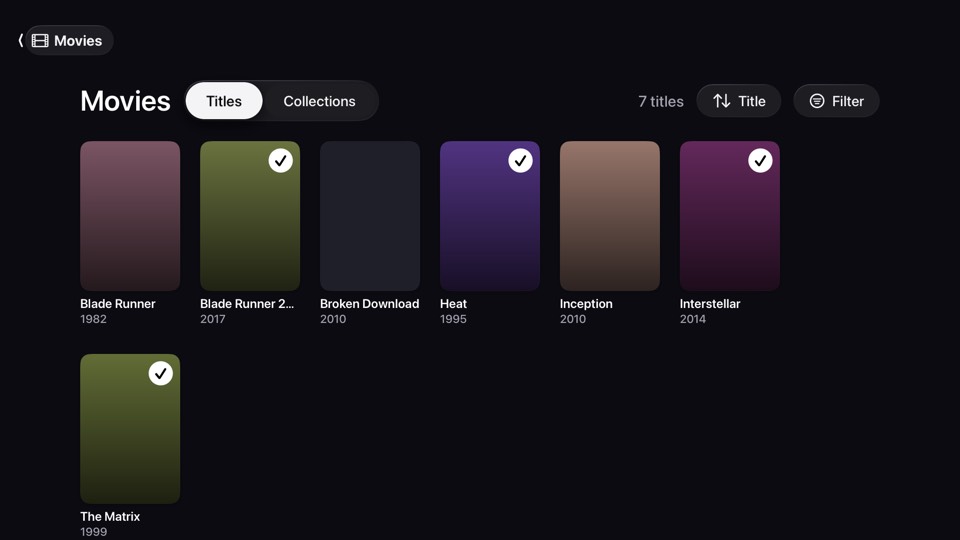 Movies
Movies
Titles
Collections
7 titles
Title
Filter
Blade Runner
1982
Blade Runner 2...
2017
Broken Download
2010
Heat
1995
Inception
2010
Interstellar
2014
The Matrix
1999